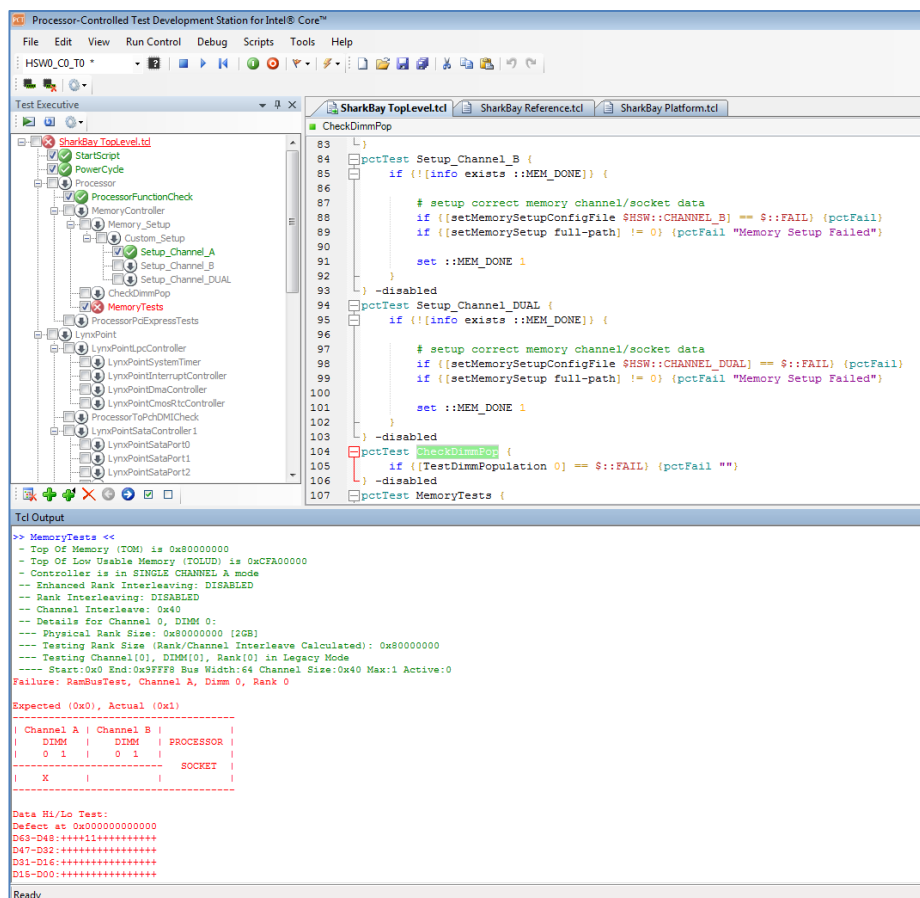 Processor-Controlled Test Development Station for Intel® Core™
File Edit View Run Control Debug Scripts Tools Help
HSW0_C0_T0 *
Test Executive
SharkBay TopLevel.tcl
StartScript
PowerCycle
Processor
ProcessorFunctionCheck
MemoryController
Memory_Setup
Custom_Setup
Setup_Channel_A
Setup_Channel_B
Setup_Channel_DUAL
CheckDimmPop
MemoryTests
ProcessorPciExpressTests
LynxPoint
LynxPointLpcController
LynxPointSystemTimer
LynxPointInterruptController
LynxPointDmaController
LynxPointCmosRtcController
ProcessorToPchDMICheck
LynxPointSataController
LynxPointSataPort0
LynxPointSataPort1
LynxPointSataPort2
SharkBay TopLevel.tcl SharkBay Reference.tcl SharkBay Platform.tcl
CheckDimmPop
83 }
84 pctTest Setup_Channel_B {
85 if {![info exists ::MEM_DONE]} {
86
87 # setup correct memory channel/socket data
88 if {[setMemorySetupConfigFile $HSW::CHANNEL_B] == $::FAIL} {pctFail}
89 if {[setMemorySetup full-path] != 0} {pctFail "Memory Setup Failed"}
90
91 set ::MEM_DONE 1
92 }
93 } -disabled
94 pctTest Setup_Channel_DUAL {
95 if {![info exists ::MEM_DONE]} {
96
97 # setup correct memory channel/socket data
98 if {[setMemorySetupConfigFile $HSW::CHANNEL_DUAL] == $::FAIL} {pctFail}
99 if {[setMemorySetup full-path] != 0} {pctFail "Memory Setup Failed"}
100
101 set ::MEM_DONE 1
102 }
103 } -disabled
104 pctTest CheckDimmPop {
105 if {[TestDimmPopulation 0] == $::FAIL} {pctFail ""}
106 } -disabled
107 pctTest MemoryTests {
Tcl Output
>> MemoryTests <<
- Top Of Memory (TOM) is 0x80000000
- Top Of Low Usable Memory (TOLUD) is 0xCFA00000
- Controller is in SINGLE CHANNEL A mode
-- Enhanced Rank Interleaving: DISABLED
-- Rank Interleaving: DISABLED
-- Channel Interleave: 0x40
-- Details for Channel 0, DIMM 0:
--- Physical Rank Size: 0x80000000 [2GB]
--- Testing Rank Size (Rank/Channel Interleave Calculated): 0x80000000
--- Testing Channel[0], DIMM[0], Rank[0] in Legacy Mode
---- Start:0x0 End:0x9FFF8 Bus Width:64 Channel Size:0x40 Max:1 Active:0
Failure: RamBusTest, Channel A, Dimm 0, Rank 0
Expected (0x0), Actual (0x1)
-------------------------------------
| Channel A | Channel B | |
| DIMM | DIMM | PROCESSOR |
| 0 1 | 0 1 | |
------------------------- SOCKET |
| X | | |
-------------------------------------
Data Hi/Lo Test:
Defect at 0x000000000000
D63-D48:++++11++++++++++
D47-D32:++++++++++++++++
D31-D16:++++++++++++++++
D15-D00:++++++++++++++++
Ready